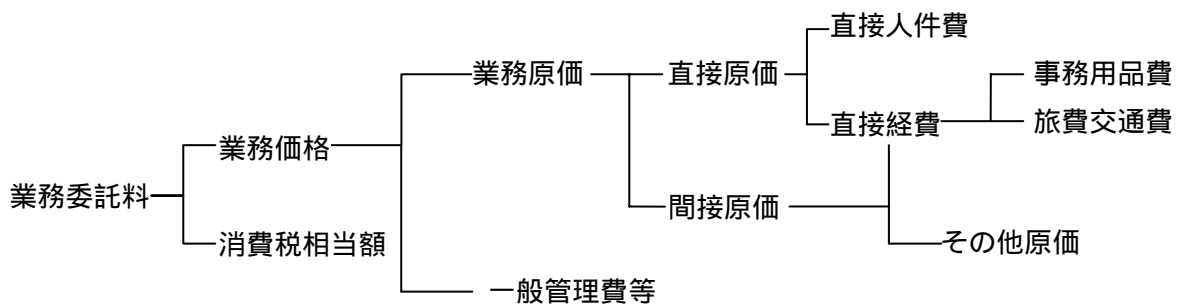 直接人件費
業務原価
直接原価
事務用品費
直接経費
旅費交通費
業務価格
業務委託料
間接原価
消費税相当額
その他原価
一般管理費等